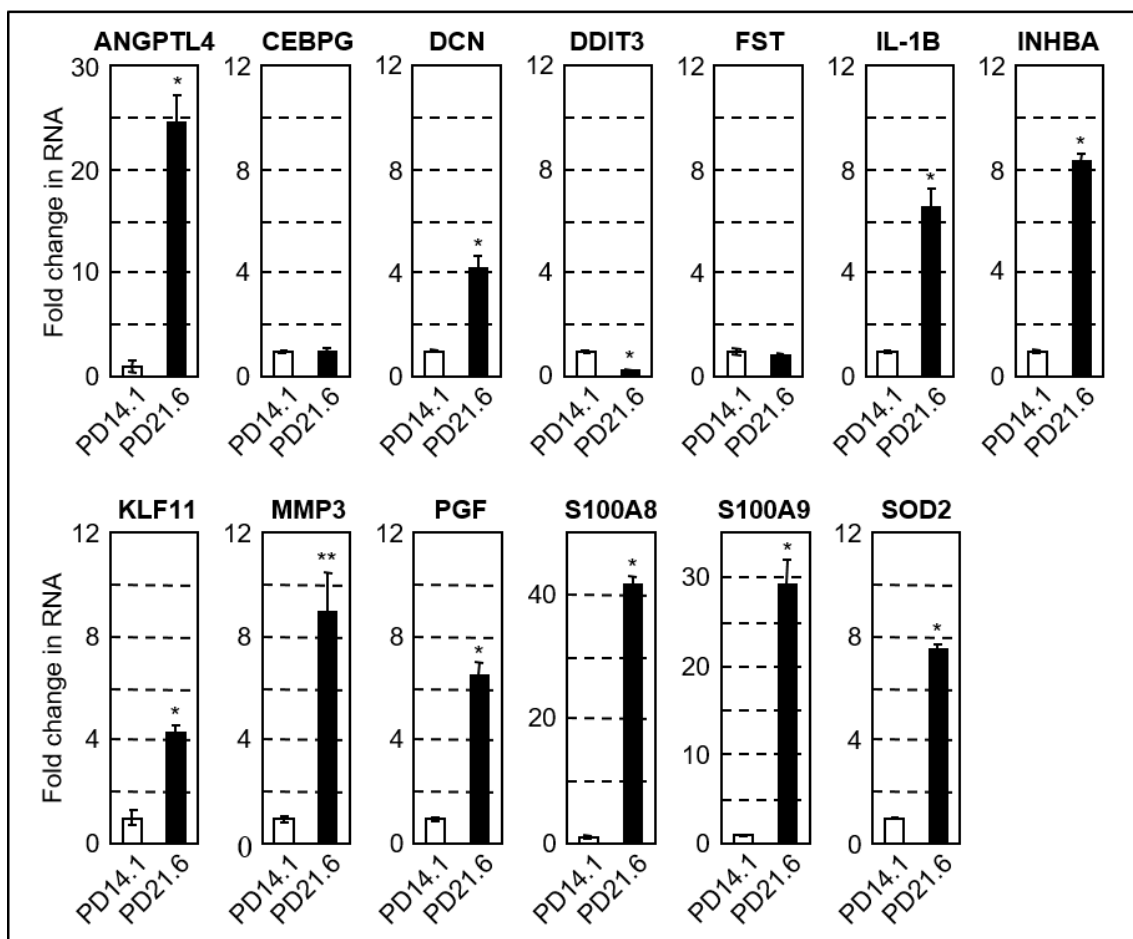 ANGPTL4 CEBPG DCN DDIT3 FST IL-1B INHBA
Fold change in RNA
30 12 12 12 12 12 12
20 8 8 8 8 8 8
10 4 4 4 4 4 4
0 0 0 0 0 0 0
* * * * *
PD14.1 PD21.6 PD14.1 PD21.6 PD14.1 PD21.6 PD14.1 PD21.6 PD14.1 PD21.6 PD14.1 PD21.6 PD14.1 PD21.6
KLF11 MMP3 PGF S100A8 S100A9 SOD2
Fold change in RNA
12 12 12 40 30 12
8 8 8 20 20 8
4 4 4 0 10 4
0 0 0 0 0
* ** * * * *
PD14.1 PD21.6 PD14.1 PD21.6 PD14.1 PD21.6 PD14.1 PD21.6 PD14.1 PD21.6 PD14.1 PD21.6